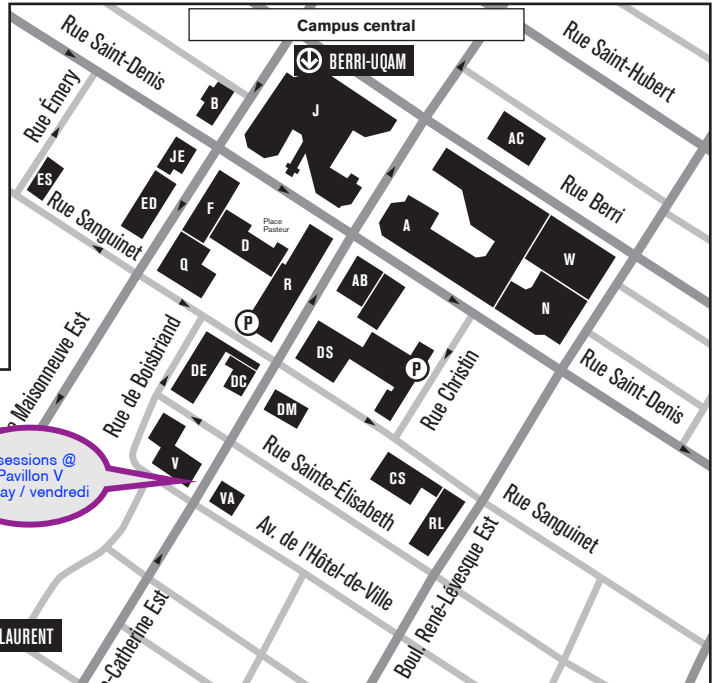 Campus central
BERRI-UQAM
Rue Saint-Denis
Rue Saint-Hubert
Rue Émery
B
J
AC
JE
ES
ED
Rue Berri
Rue Sanguinet
F
Place
Pasteur
D
A
W
Q
R
AB
N
P
DS
P
Maisonneuve Est
Rue de Boisbriand
DE
DC
Rue Christin
Rue Saint-Denis
DM
V
Rue Sainte-Élisabeth
CS
sessions @
Pavillon V
ay / vendredi
VA
RL
Rue Sanguinet
Av. de l'Hôtel-de-Ville
Boul. René-Lévesque Est
LAURENT
-Catherine Est